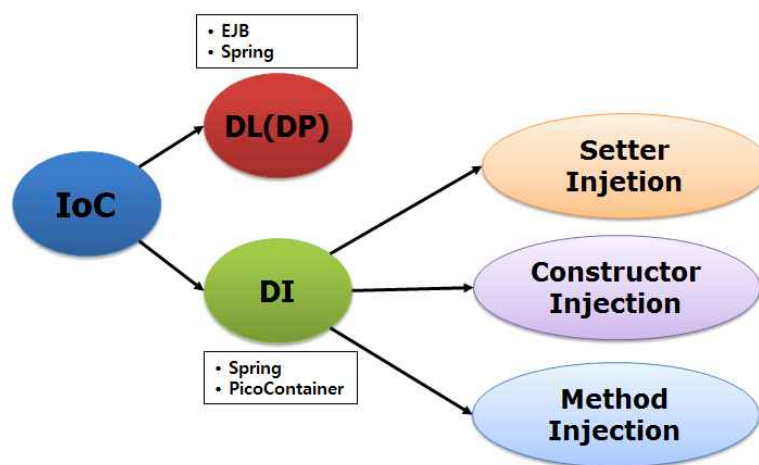 • EJB
• Spring
DL(DP)
IoC
DI
• Spring
• PicoContainer
Setter
Injetion
Constructor
Injection
Method
Injection